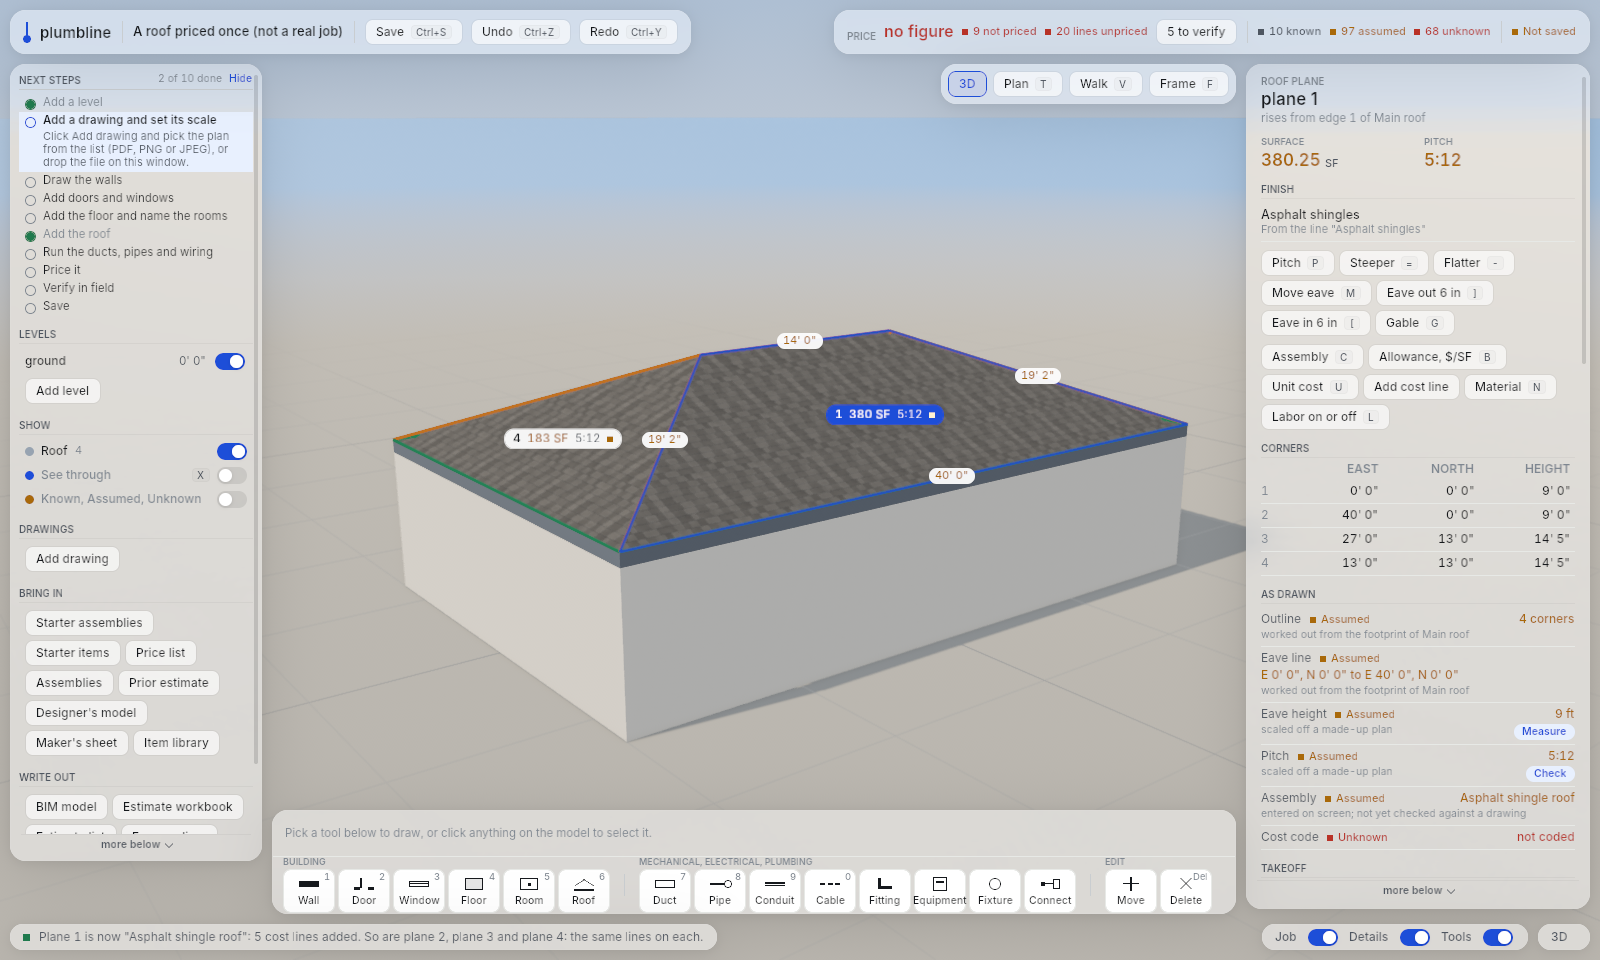 plumbline
A roof priced once (not a real job)
Save Ctrl+S
Undo Ctrl+Z
Redo Ctrl+Y
PRICE no figure
9 not priced
20 lines unpriced
5 to verify
10 known
97 assumed
68 unknown
Not saved
NEXT STEPS 2 of 10 done Hide
Add a level
Add a drawing and set its scale
Click Add drawing and pick the plan
from the list (PDF, PNG or JPEG), or
drop the file on this window.
Draw the walls
Add doors and windows
Add the floor and name the rooms
Add the roof
Run the ducts, pipes and wiring
Price it
Verify in field
Save
LEVELS
ground 0' 0"
Add level
SHOW
Roof 4
See through X
Known, Assumed, Unknown
DRAWINGS
Add drawing
BRING IN
Starter assemblies
Starter items Price list
Assemblies Prior estimate
Designer's model
Maker's sheet Item library
WRITE OUT
BIM model Estimate workbook
more below
3D
Plan T
Walk V
Frame F
14' 0"
19' 2"
1 380 SF 5:12
4 183 SF 5:12
19' 2"
40' 0"
Pick a tool below to draw, or click anything on the model to select it.
BUILDING
Wall 1
Door 2
Window 3
Floor 4
Room 5
Roof 6
MECHANICAL, ELECTRICAL, PLUMBING
Duct 7
Pipe 8
Conduit 9
Cable 0
Fitting
Equipment
Fixture
Connect
EDIT
Move
Delete Del
ROOF PLANE
plane 1
rises from edge 1 of Main roof
SURFACE PITCH
380.25 SF 5:12
FINISH
Asphalt shingles
From the line "Asphalt shingles"
Pitch P Steeper = Flatter -
Move eave M Eave out 6 in ]
Eave in 6 in [ Gable G
Assembly C Allowance, $/SF B
Unit cost U Add cost line Material N
Labor on or off L
CORNERS
EAST NORTH HEIGHT
1 0' 0" 0' 0" 9' 0"
2 40' 0" 0' 0" 9' 0"
3 27' 0" 13' 0" 14' 5"
4 13' 0" 13' 0" 14' 5"
AS DRAWN
Outline Assumed 4 corners
worked out from the footprint of Main roof
Eave line Assumed
E 0' 0", N 0' 0" to E 40' 0", N 0' 0"
worked out from the footprint of Main roof
Eave height Assumed 9 ft
scaled off a made-up plan Measure
Pitch Assumed 5:12
scaled off a made-up plan Check
Assembly Assumed Asphalt shingle roof
entered on screen; not yet checked against a drawing
Cost code Unknown not coded
TAKEOFF
more below
Plane 1 is now "Asphalt shingle roof": 5 cost lines added. So are plane 2, plane 3 and plane 4: the same lines on each.
Job Details Tools 3D